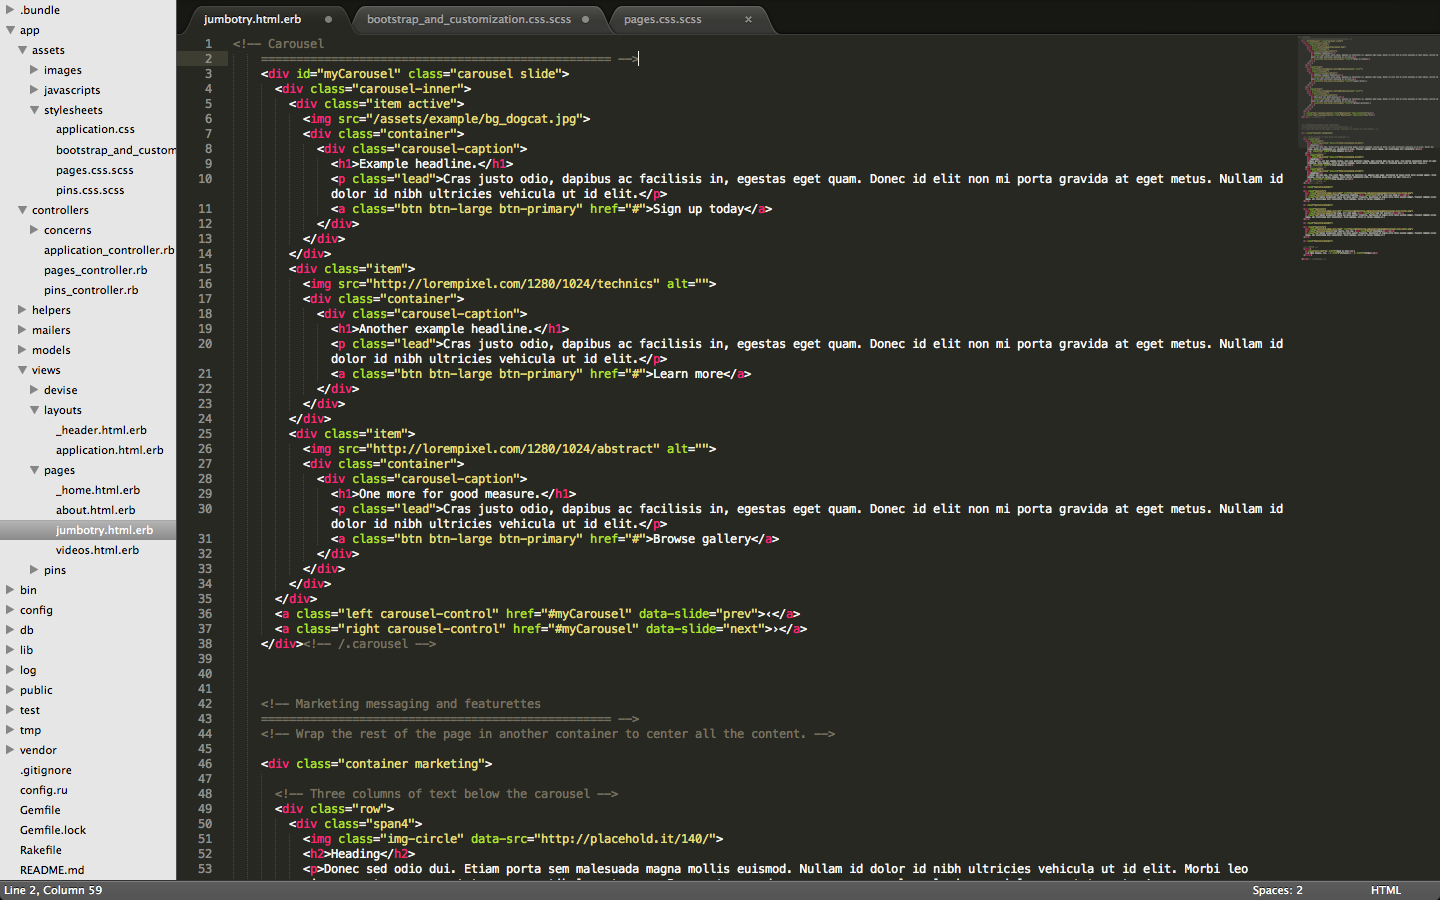 .bundle
app
assets
images
javascripts
stylesheets
application.css
bootstrap_and_custom
pages.css.scss
pins.css.scss
controllers
concerns
application_controller.rb
pages_controller.rb
pins_controller.rb
helpers
mailers
models
views
devise
layouts
_header.html.erb
application.html.erb
pages
_home.html.erb
about.html.erb
jumbotry.html.erb
videos.html.erb
pins
bin
config
db
lib
log
public
test
tmp
vendor
.gitignore
config.ru
Gemfile
Gemfile.lock
Rakefile
README.md
jumbotry.html.erb
bootstrap_and_customization.css.scss
pages.css.scss ×
1 <!-- Carousel
2 ================================================== -->
3 <div id="myCarousel" class="carousel slide">
4 <div class="carousel-inner">
5 <div class="item active">
6 <img src="/assets/example/bg_dogcat.jpg">
7 <div class="container">
8 <div class="carousel-caption">
9 <h1>Example headline.</h1>
10 <p class="lead">Cras justo odio, dapibus ac facilisis in, egestas eget quam. Donec id elit non mi porta gravida at eget metus. Nullam id
dolor id nibh ultricies vehicula ut id elit.</p>
11 <a class="btn btn-large btn-primary" href="#">Sign up today</a>
12 </div>
13 </div>
14 </div>
15 <div class="item">
16 <img src="http://lorempixel.com/1280/1024/technics" alt="">
17 <div class="container">
18 <div class="carousel-caption">
19 <h1>Another example headline.</h1>
20 <p class="lead">Cras justo odio, dapibus ac facilisis in, egestas eget quam. Donec id elit non mi porta gravida at eget metus. Nullam id
dolor id nibh ultricies vehicula ut id elit.</p>
21 <a class="btn btn-large btn-primary" href="#">Learn more</a>
22 </div>
23 </div>
24 </div>
25 <div class="item">
26 <img src="http://lorempixel.com/1280/1024/abstract" alt="">
27 <div class="container">
28 <div class="carousel-caption">
29 <h1>One more for good measure.</h1>
30 <p class="lead">Cras justo odio, dapibus ac facilisis in, egestas eget quam. Donec id elit non mi porta gravida at eget metus. Nullam id
dolor id nibh ultricies vehicula ut id elit.</p>
31 <a class="btn btn-large btn-primary" href="#">Browse gallery</a>
32 </div>
33 </div>
34 </div>
35 </div>
36 <a class="left carousel-control" href="#myCarousel" data-slide="prev">‹</a>
37 <a class="right carousel-control" href="#myCarousel" data-slide="next">›</a>
38 </div><!-- /.carousel -->
39
40
41
42 <!-- Marketing messaging and featurettes
43 ================================================== -->
44 <!-- Wrap the rest of the page in another container to center all the content. -->
45
46 <div class="container marketing">
47
48 <!-- Three columns of text below the carousel -->
49 <div class="row">
50 <div class="span4">
51 <img class="img-circle" data-src="http://placehold.it/140/">
52 <h2>Heading</h2>
53 <p>Donec sed odio dui. Etiam porta sem malesuada magna mollis euismod. Nullam id dolor id nibh ultricies vehicula ut id elit. Morbi leo
Line 2, Column 59
Spaces: 2
HTML